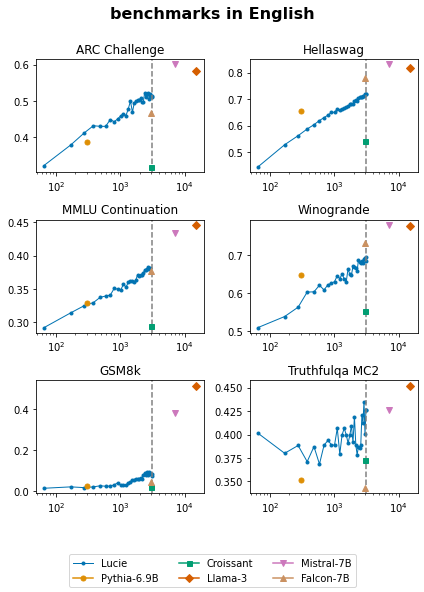 benchmarks in English
ARC Challenge
Hellaswag
0.6
0.5
0.4
0.8
0.7
0.6
0.5
10² 10³ 10⁴
10² 10³ 10⁴
MMLU Continuation
Winogrande
0.45
0.40
0.35
0.30
0.7
0.6
0.5
10² 10³ 10⁴
10² 10³ 10⁴
GSM8k
Truthfulqa MC2
0.4
0.2
0.0
0.450
0.425
0.400
0.375
0.350
10² 10³ 10⁴
10² 10³ 10⁴
Lucie Croissant Mistral-7B
Pythia-6.9B Llama-3 Falcon-7B